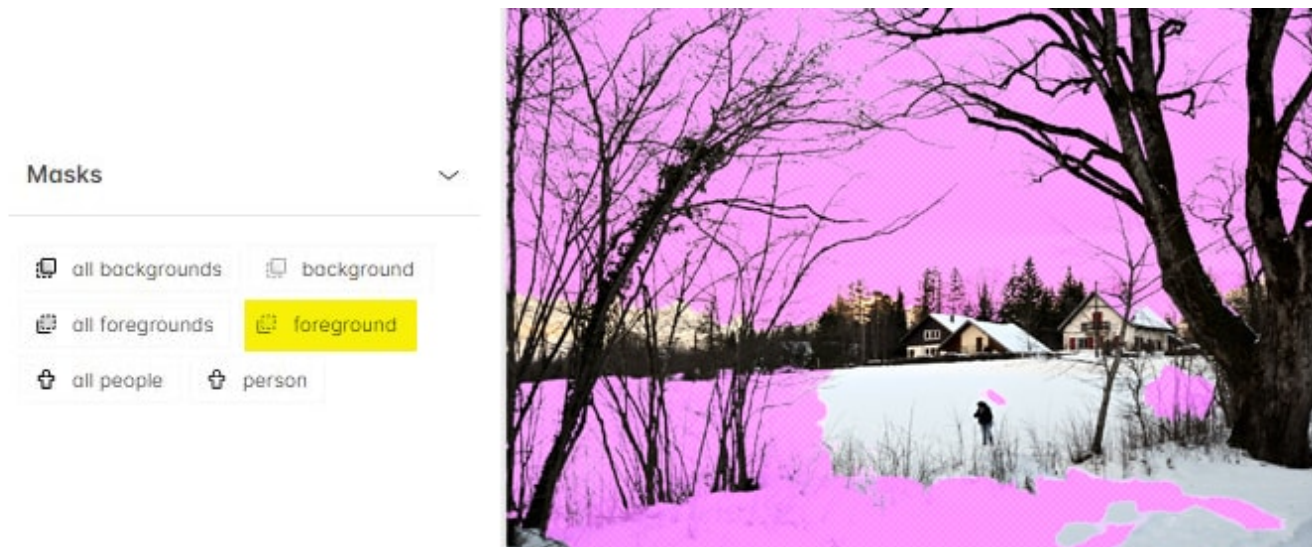 Masks
all backgrounds background
all foregrounds foreground
all people person